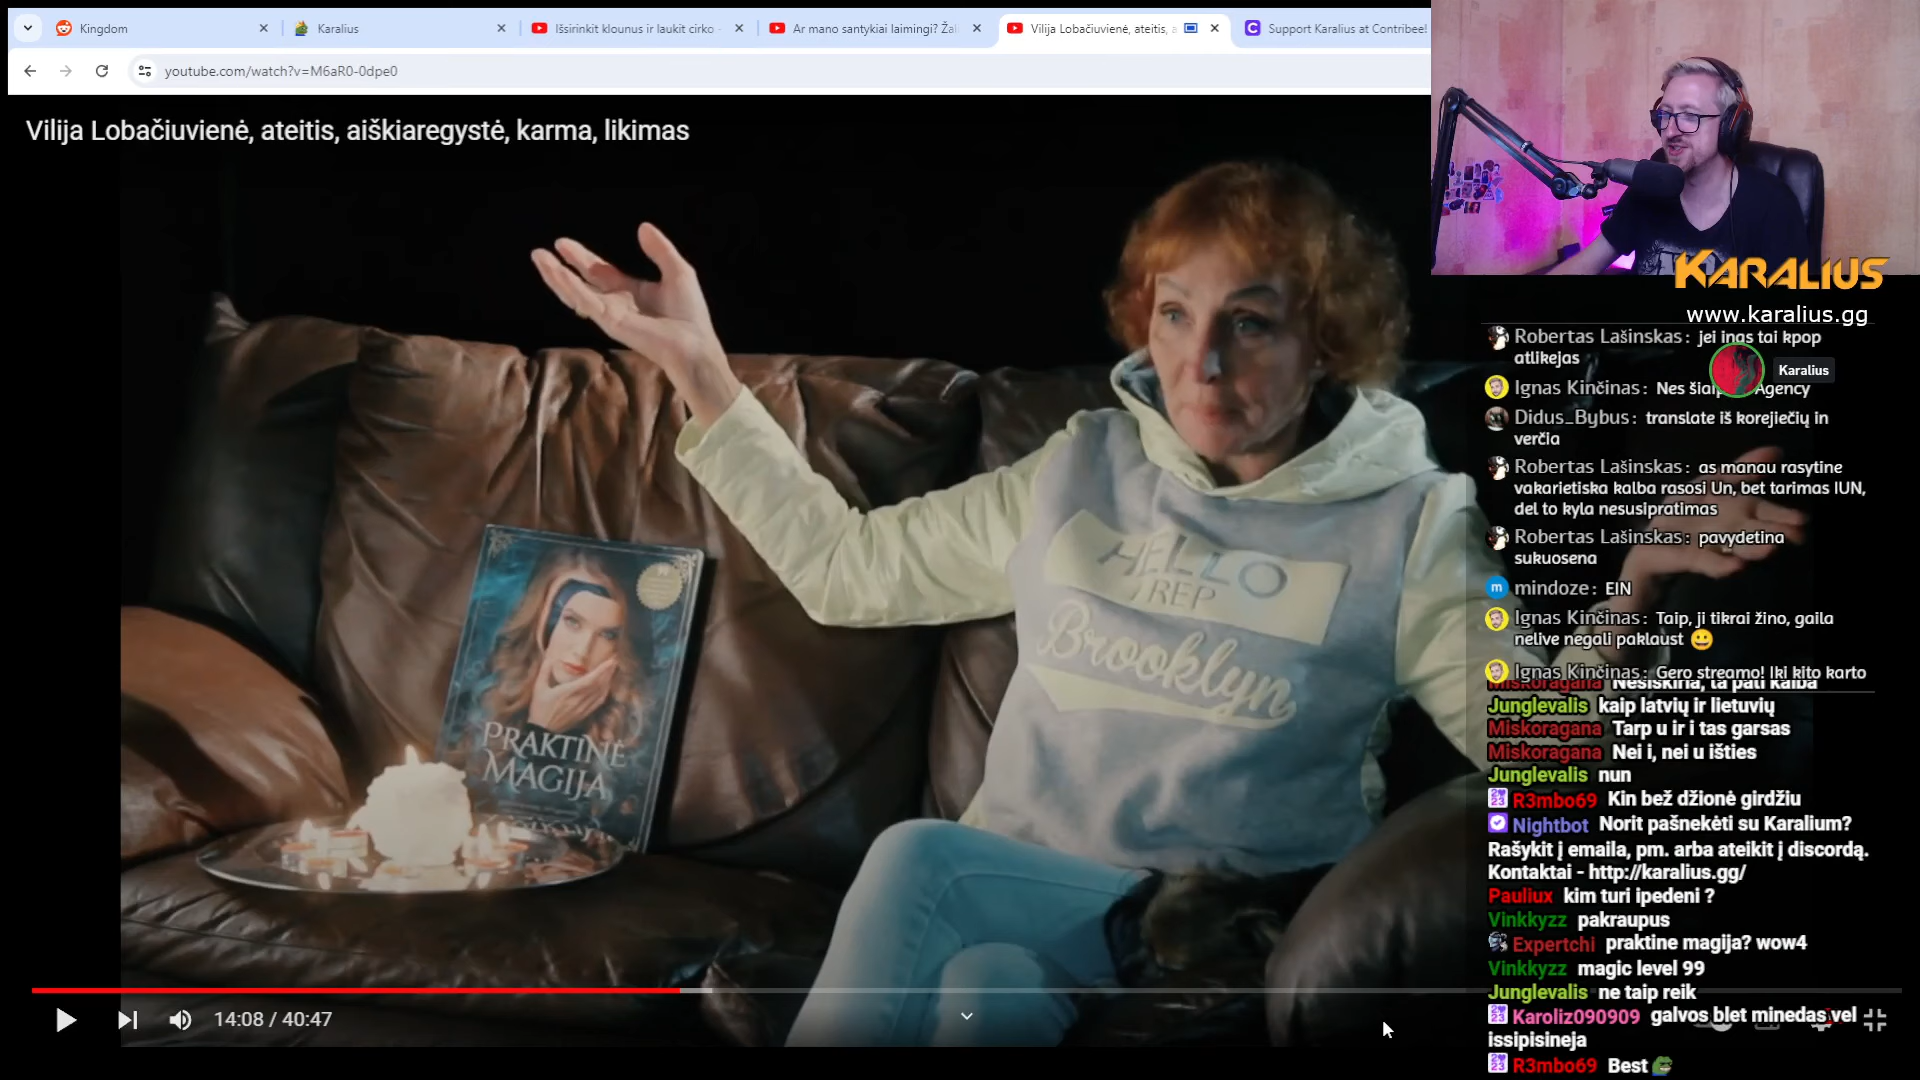 Kingdom
Karalius
Išsirinkit klounus ir laukit cirko -
Ar mano santykiai laimingi? Žai
Vilija Lobačiuvienė, ateitis, a
Support Karalius at Contribee!
youtube.com/watch?v=M6aR0-0dpe0
Vilija Lobačiuvienė, ateitis, aiškiaregystė, karma, likimas
KARALIUS
www.karalius.gg
Robertas Lašinskas: jei ingas tai kpop
atlikejas
Karalius
Ignas Kinčinas: Nes šiaip Agency
Didus_Bybus: translate iš korejiečių in
verčia
Robertas Lašinskas: as manau rasytine
vakarietiska kalba rasosi Un, bet tarimas IUN,
del to kyla nesusipratimas
Robertas Lašinskas: pavydetina
sukuosena
m mindoze: EIN
Ignas Kinčinas: Taip, ji tikrai žino, gaila
nelive negali paklaust
Ignas Kinčinas: Gero streamo! Iki kito karto
Miskoragana Nesiskiria, ta pati kalba
Junglevalis kaip latvių ir lietuvių
Miskoragana Tarp u ir i tas garsas
Miskoragana Nei i, nei u išties
Junglevalis nun
R3mbo69 Kin bež džionė girdžiu
Nightbot Norit pašnekėti su Karalium?
Rašykit į emaila, pm. arba ateikit į discordą.
Kontaktai - http://karalius.gg/
Pauliux kim turi ipedeni ?
Vinkkyzz pakraupus
Expertchi praktine magija? wow4
Vinkkyzz magic level 99
Junglevalis ne taip reik
Karoliz090909 galvos blet minedas vel
issipisineja
R3mbo69 Best
HELLO
REP
Brooklyn
PRAKTINĖ
MAGIJA
14:08 / 40:47